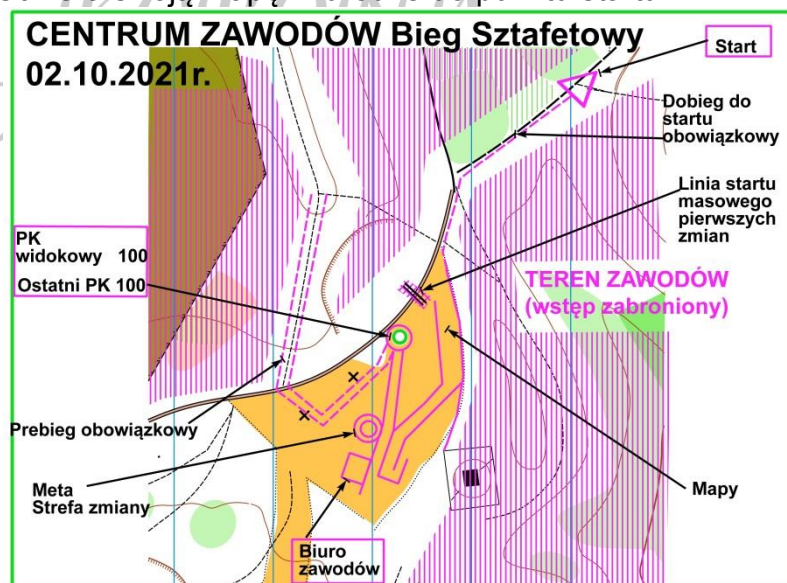 CENTRUM ZAWODÓW Bieg Sztafetowy
02.10.2021r.
Start
Dobieg do
startu
obowiązkowy
Linia startu
masowego
pierwszych
zmian
PK
widokowy 100
Ostatni PK 100
TEREN ZAWODÓW
(wstęp zabroniony)
Prebieg obowiązkowy
Meta
Strefa zmiany
Mapy
Biuro
zawodów